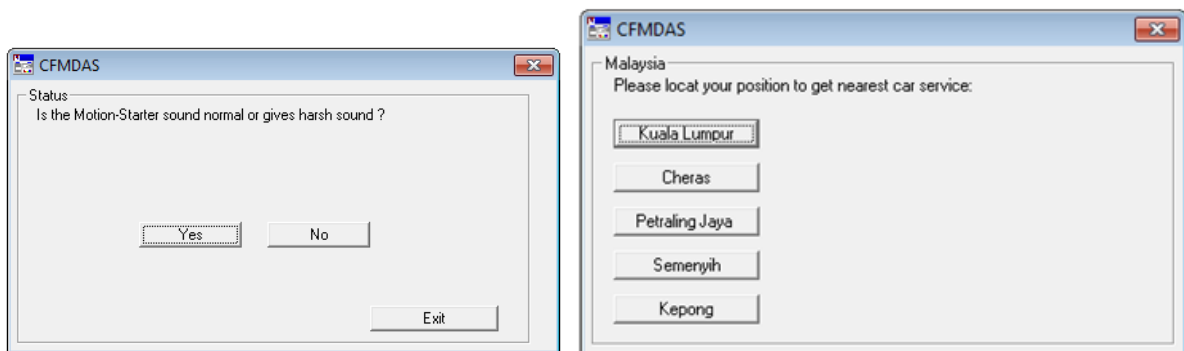 CFMDAS
Status
Is the Motion-Starter sound normal or gives harsh sound ?
Yes
No
Exit
CFMDAS
Malaysia
Please locat your position to get nearest car service:
Kuala Lumpur
Cheras
Petraling Jaya
Semenyih
Kepong